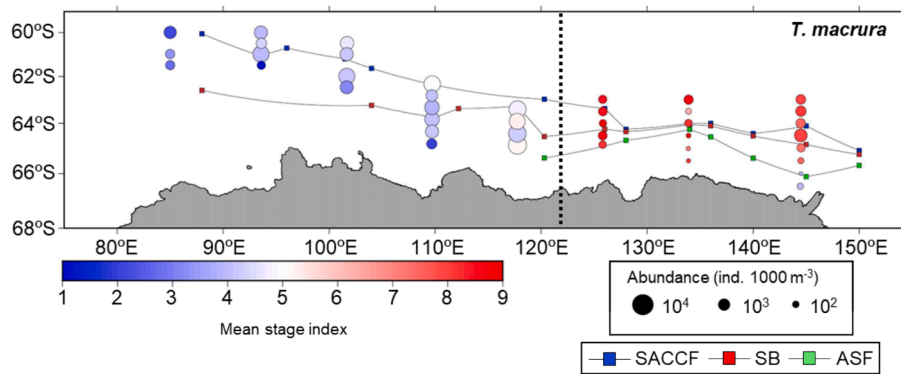 60ºS
T. macrura
62ºS
64ºS
66ºS
68ºS
80ºE 90ºE 100ºE 110ºE 120ºE 130ºE 140ºE 150ºE
1 2 3 4 5 6 7 8 9
Mean stage index
Abundance (ind. 1000 m⁻³)
10⁴ 10³ 10²
SACCF SB ASF